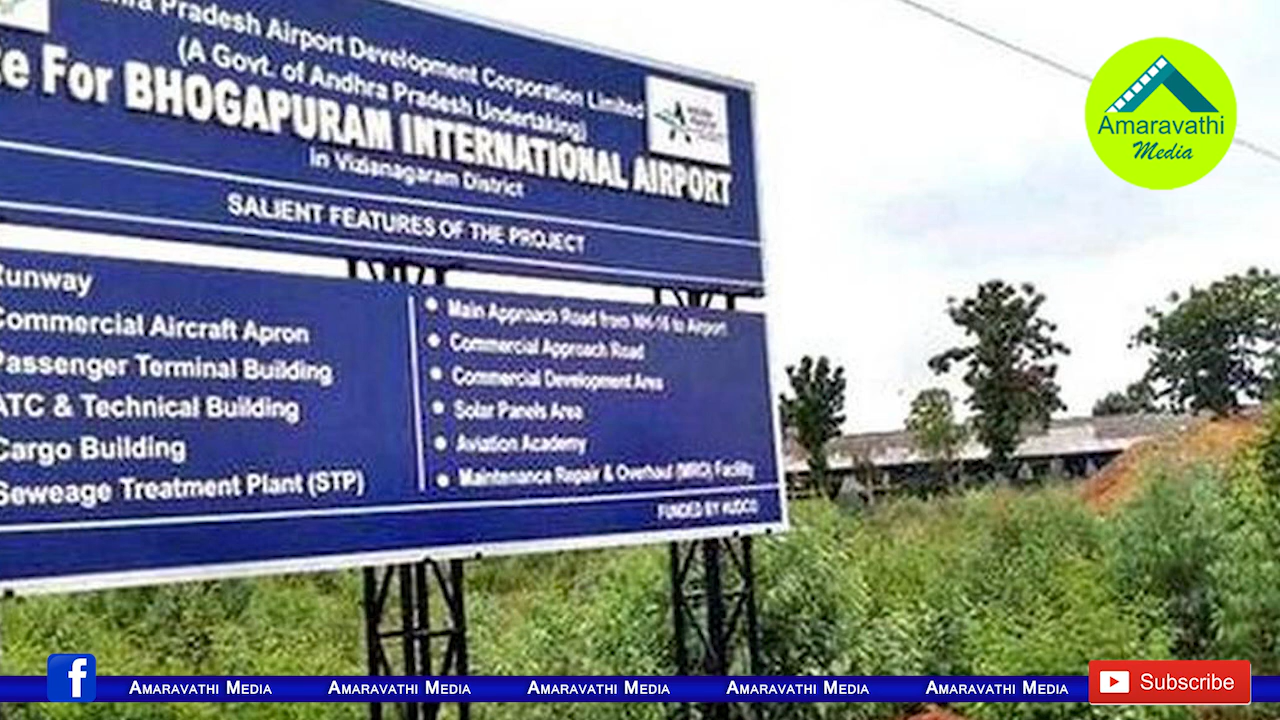 Pradesh Airport Development Corporation Limited
(A Govt. of Andhra Pradesh Undertaking)
For BHOGAPURAM INTERNATIONAL AIRPORT
In Vizianagaram District
SALIENT FEATURES OF THE PROJECT
Runway
Commercial Aircraft Apron
Passenger Terminal Building
ATC & Technical Building
Cargo Building
Seweage Treatment Plant (STP)
Main Approach Road from NH-16 to Airport
Commercial Approach Road
Commercial Development Area
Solar Panels Area
Aviation Academy
Maintenance Repair & Overhaul (MRO) Facility
FUNDED BY HUDCO
Amaravathi
Media
f
Amaravathi Media Amaravathi Media Amaravathi Media Amaravathi Media Amaravathi Media
Subscribe